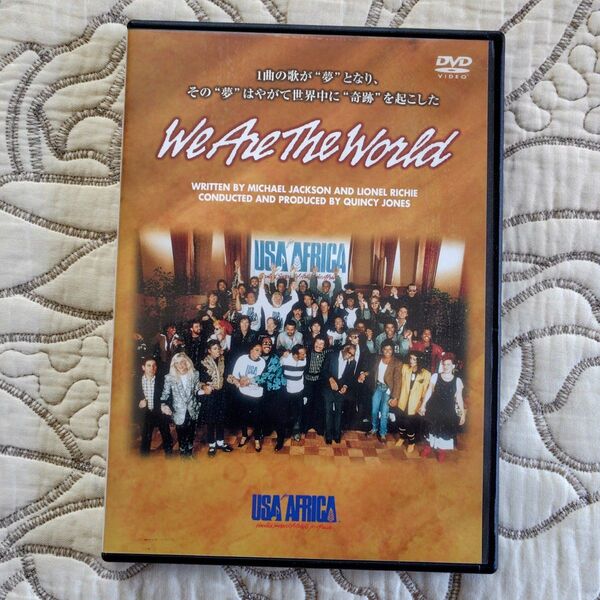 DVD
VIDEO
1曲の歌が“夢”となり、
その“夢”はやがて世界中に“奇跡”を起こした
We Are The World
WRITTEN BY MICHAEL JACKSON AND LIONEL RICHIE
CONDUCTED AND PRODUCED BY QUINCY JONES
USA AFRICA
USA
USA AFRICA